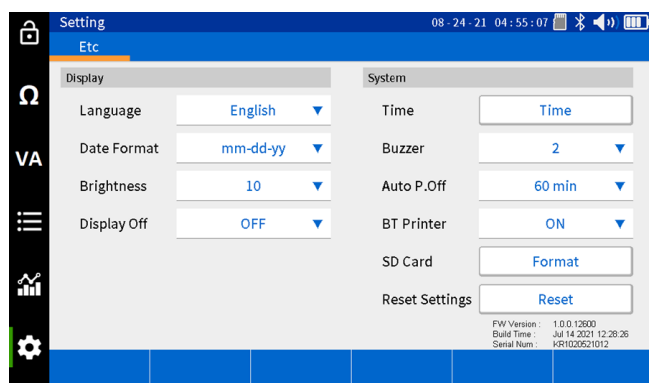 Setting
08-24-21 04:55:07
Etc
Ω
VA
Display
Language English
Date Format mm-dd-yy
Brightness 10
Display Off OFF
System
Time Time
Buzzer 2
Auto P.Off 60 min
BT Printer ON
SD Card Format
Reset Settings Reset
FW Version : 1.0.0.12600
Build Time : Jul 14 2021 12:28:26
Serial Num : KR1020521012